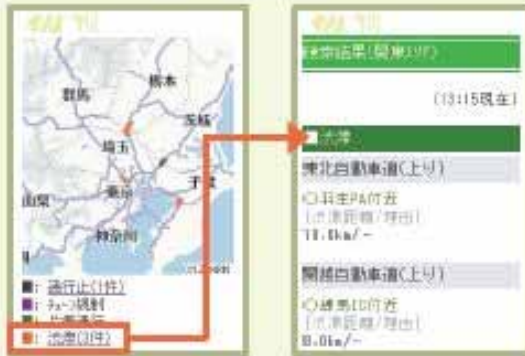 群馬
栃木
茨城
埼玉
東京
千葉
山梨
神奈川
■: 通行止(1件)
■: チェーン規制
■: 渋滞(3件)
検索結果(関東エリア)
(13:15現在)
■渋滞
東北自動車道(上り)
○羽生PA付近
[渋滞距離/理由]
10.0km/-
関越自動車道(上り)
○練馬IC付近
[渋滞距離/理由]
8.0km/-